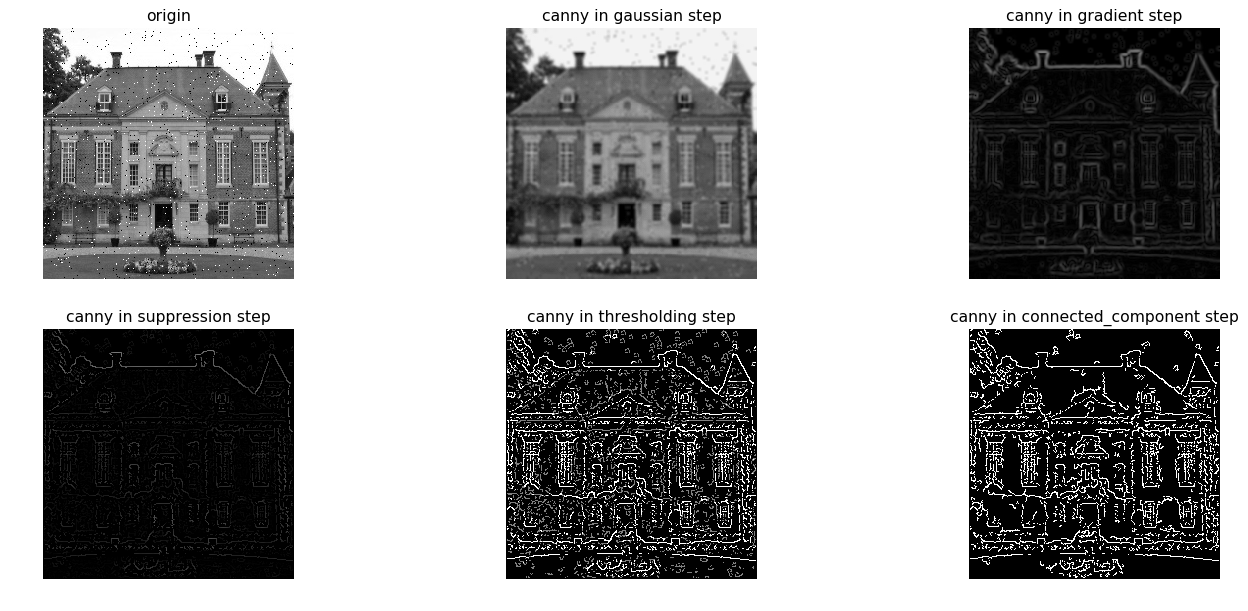 origin
canny in gaussian step
canny in gradient step
canny in suppression step
canny in thresholding step
canny in connected_component step